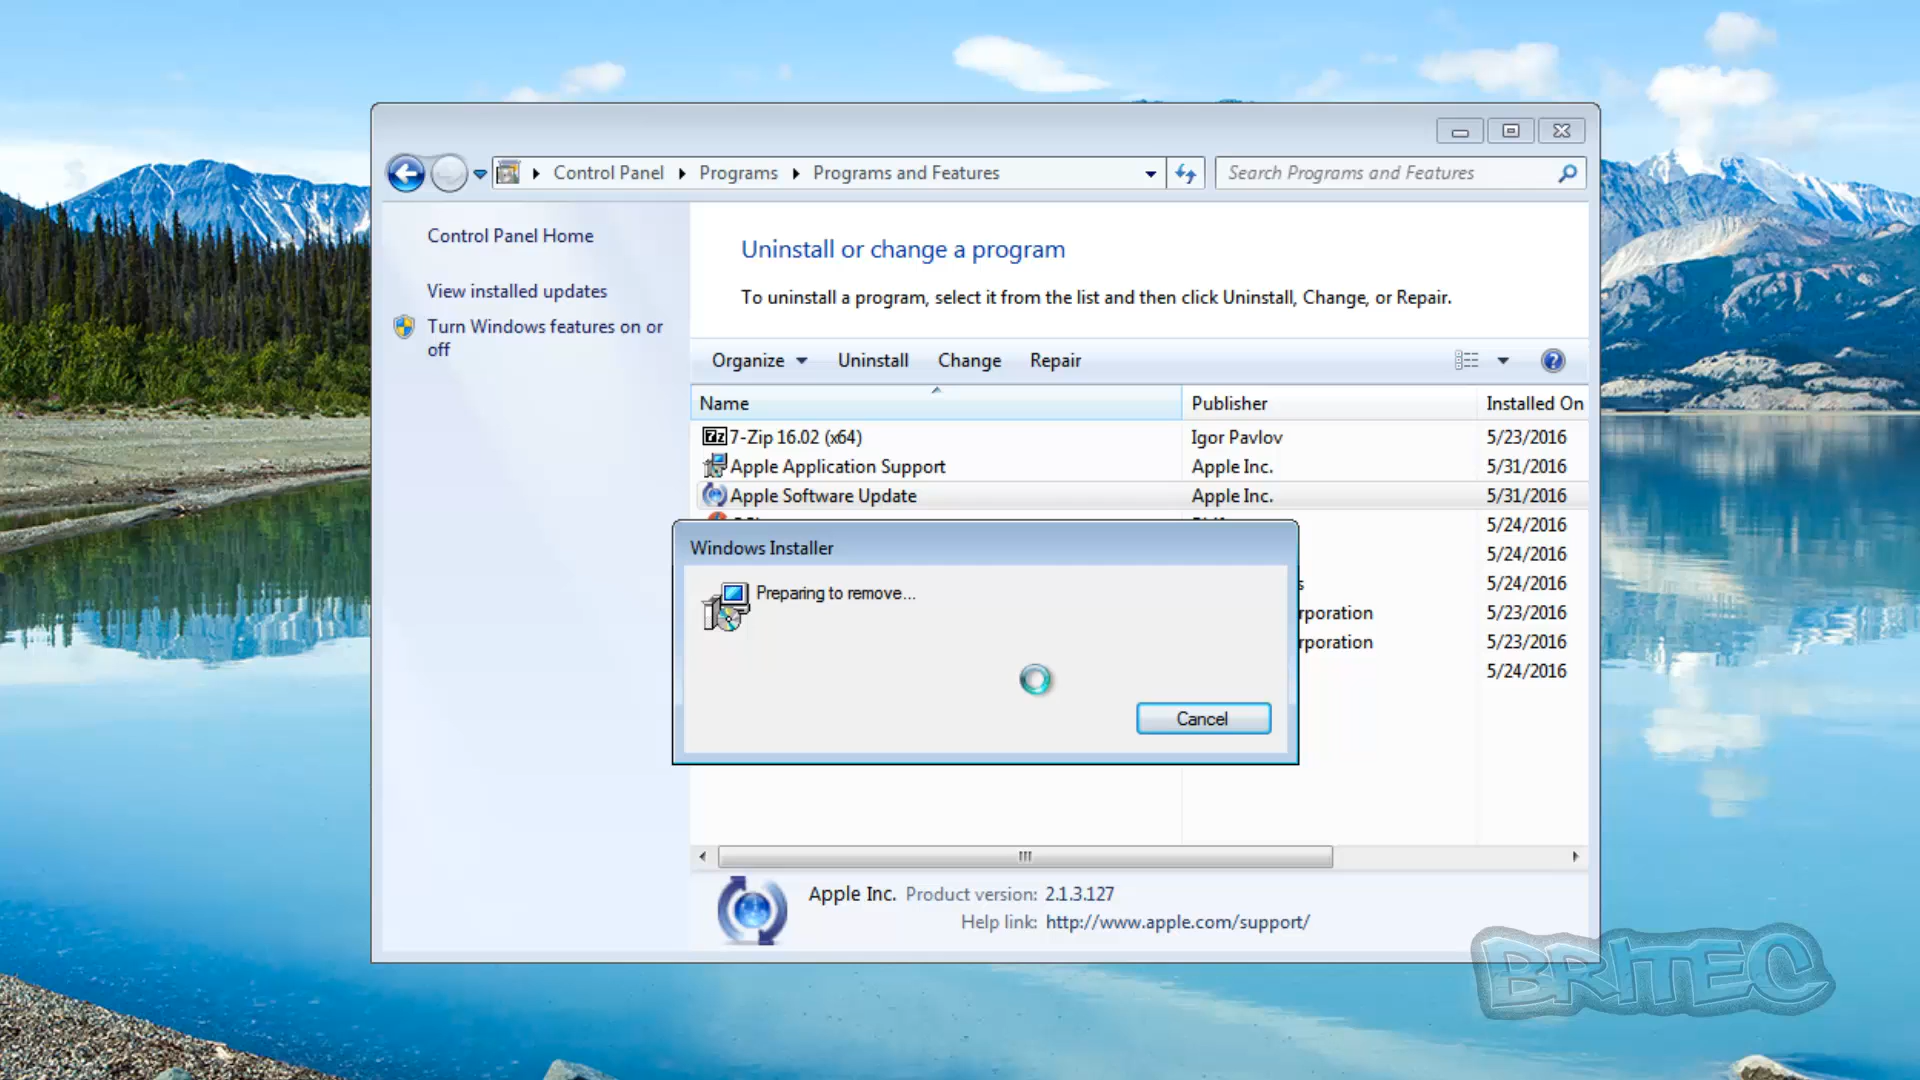 Control Panel
Programs
Programs and Features
Search Programs and Features
Control Panel Home
View installed updates
Turn Windows features on or
off
Uninstall or change a program
To uninstall a program, select it from the list and then click Uninstall, Change, or Repair.
Organize
Uninstall
Change
Repair
Name
Publisher
Installed On
7-Zip 16.02 (x64)
Igor Pavlov
5/23/2016
Apple Application Support
Apple Inc.
5/31/2016
Apple Software Update
Apple Inc.
5/31/2016
5/24/2016
5/24/2016
5/24/2016
rporation
5/23/2016
rporation
5/23/2016
5/24/2016
Windows Installer
Preparing to remove...
Cancel
Apple Inc. Product version: 2.1.3.127
Help link: http://www.apple.com/support/
BRITEC